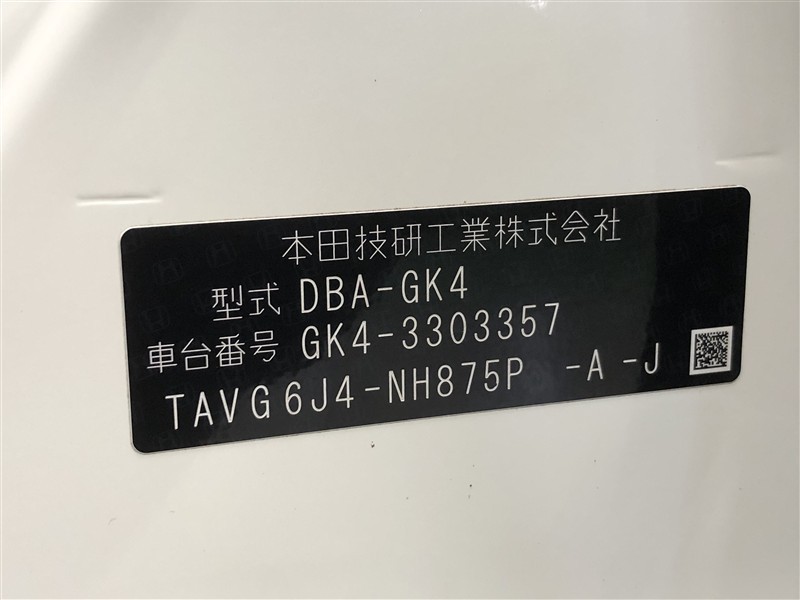 本田技研工業株式会社
型式 DBA-GK4
車台番号 GK4-3303357
TAVG6J4-NH875P -A -J